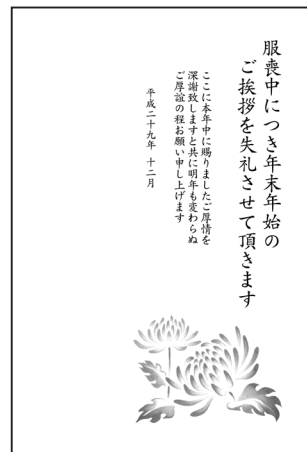 服喪中につき年末年始の
ご挨拶を失礼させて頂きます
ここに本年中に賜りましたご厚情を
深謝致しますと共に明年も変わらぬ
ご厚誼の程お願い申し上げます
平成二十九年 十二月